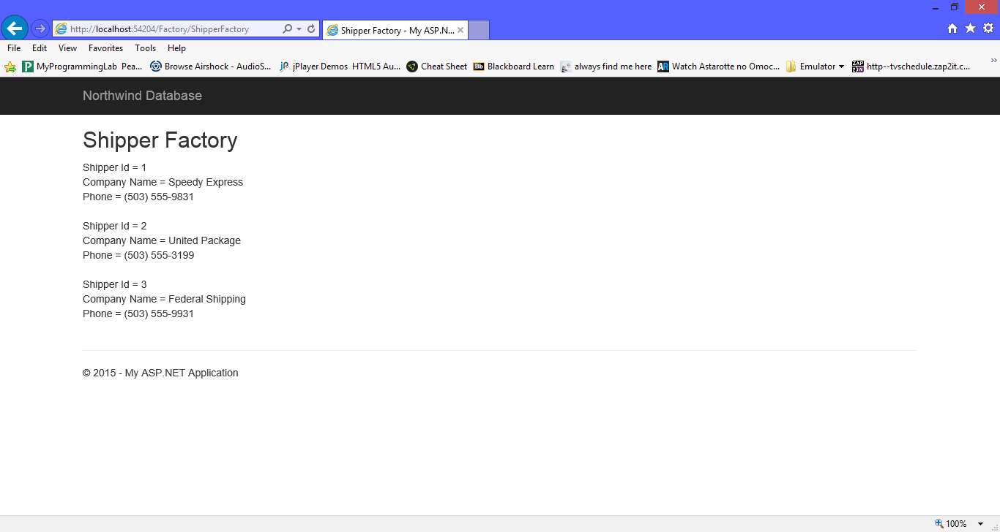 http://localhost:54204/Factory/ShipperFactory
Shipper Factory - My ASP.N...
File Edit View Favorites Tools Help
MyProgrammingLab Pea... Browse Airshock - AudioS... jPlayer Demos HTML5 Au... Cheat Sheet Bb Blackboard Learn always find me here AR Watch Astarotte no Omoc... Emulator http--tvschedule.zap2it.c...
Northwind Database
Shipper Factory
Shipper Id = 1
Company Name = Speedy Express
Phone = (503) 555-9831
Shipper Id = 2
Company Name = United Package
Phone = (503) 555-3199
Shipper Id = 3
Company Name = Federal Shipping
Phone = (503) 555-9931
© 2015 - My ASP.NET Application
100%